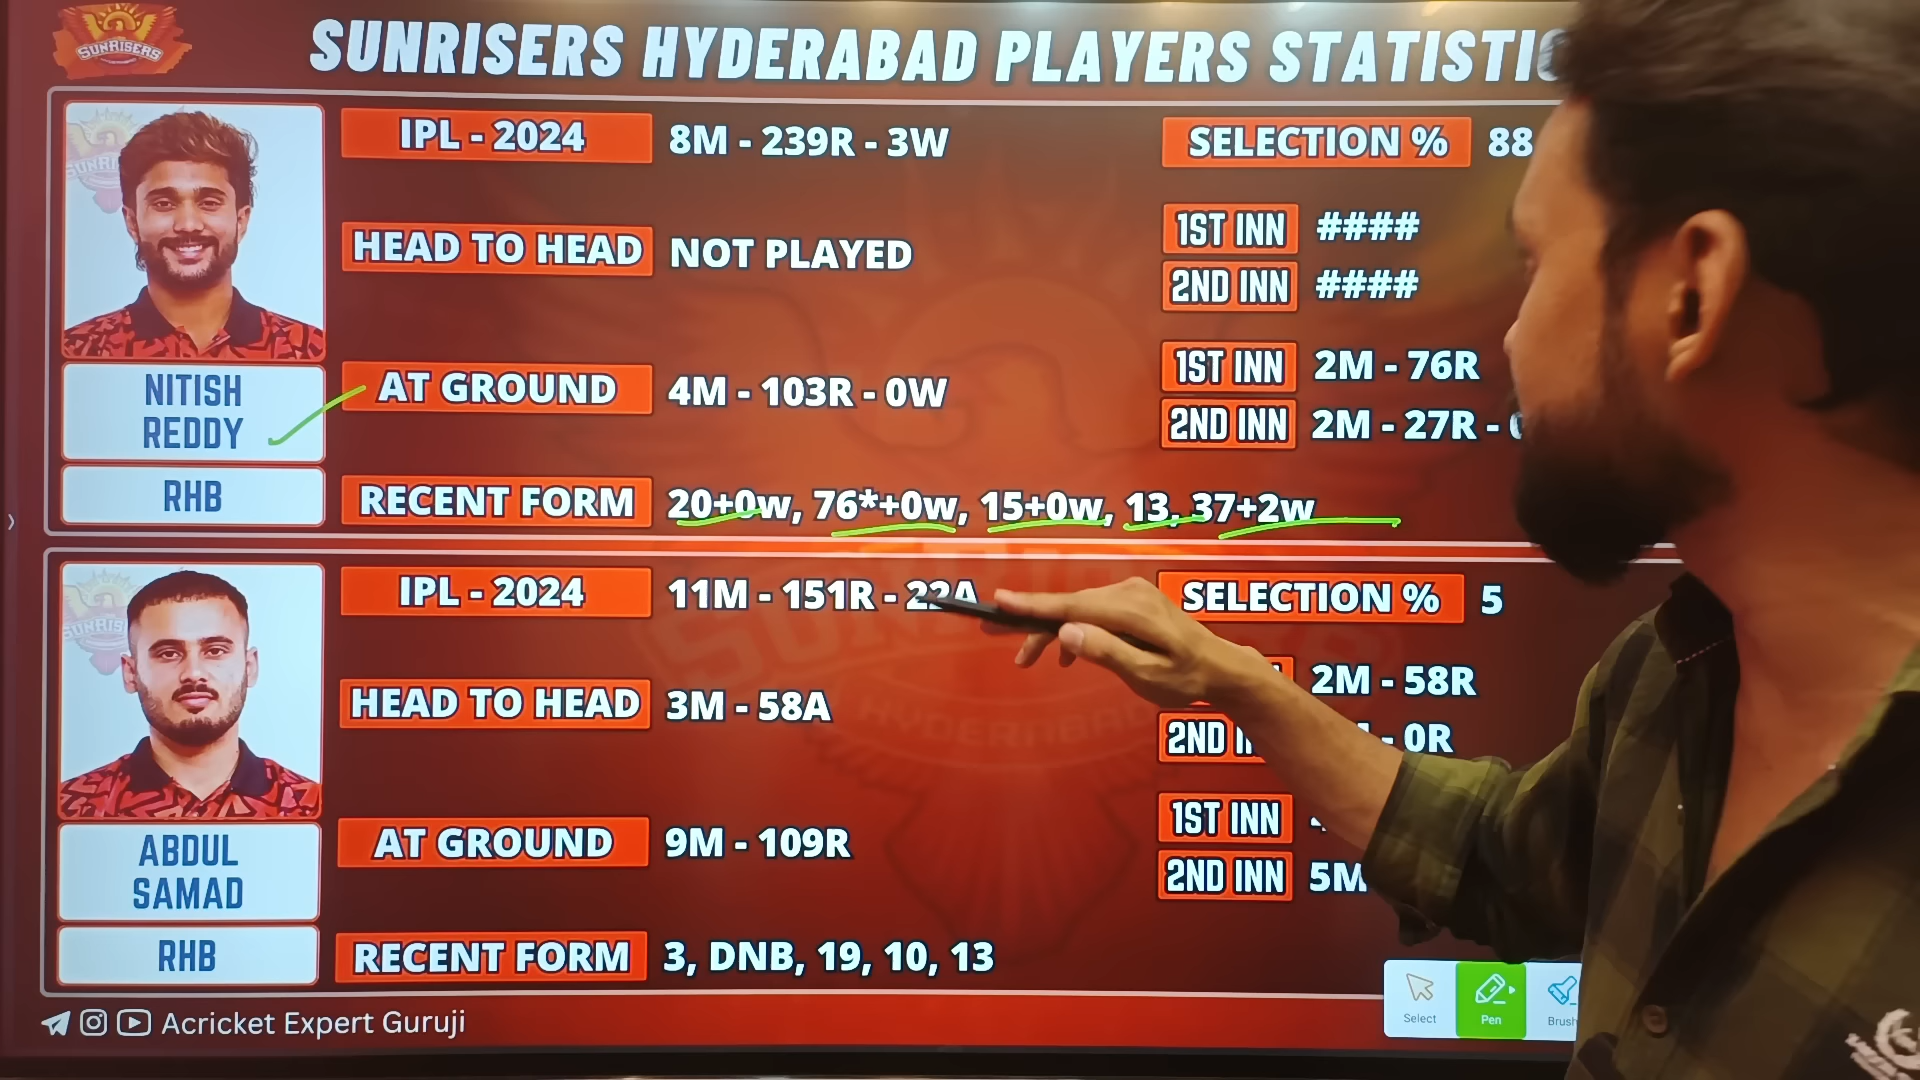 SUNRISERS
SUNRISERS HYDERABAD PLAYERS
NITISH
REDDY
RHB
IPL - 2024
8M - 239R - 3W
SELECTION % 88
HEAD TO HEAD
NOT PLAYED
1ST INN ####
2ND INN ####
AT GROUND
4M - 103R - 0W
1ST INN 2M - 76R
2ND INN 2M - 27R -
RECENT FORM
20+0w, 76*+0w, 15+0w, 13, 37+2w
ABDUL
SAMAD
RHB
IPL - 2024
11M - 151R - 22A
SELECTION % 5
HEAD TO HEAD
3M - 58A
2M - 58R
2ND - 0R
AT GROUND
9M - 109R
1ST INN
2ND INN 5M
RECENT FORM
3, DNB, 19, 10, 13
Acricket Expert Guruji
Select
Pen
Brush